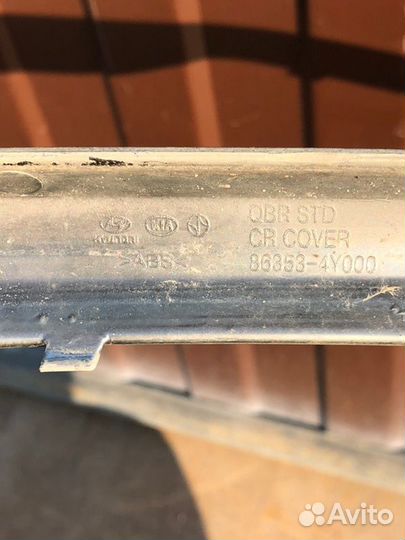 HYUNDAI KIA
>ABS<
QBR STD
CR COVER
86353-4Y000
Avito